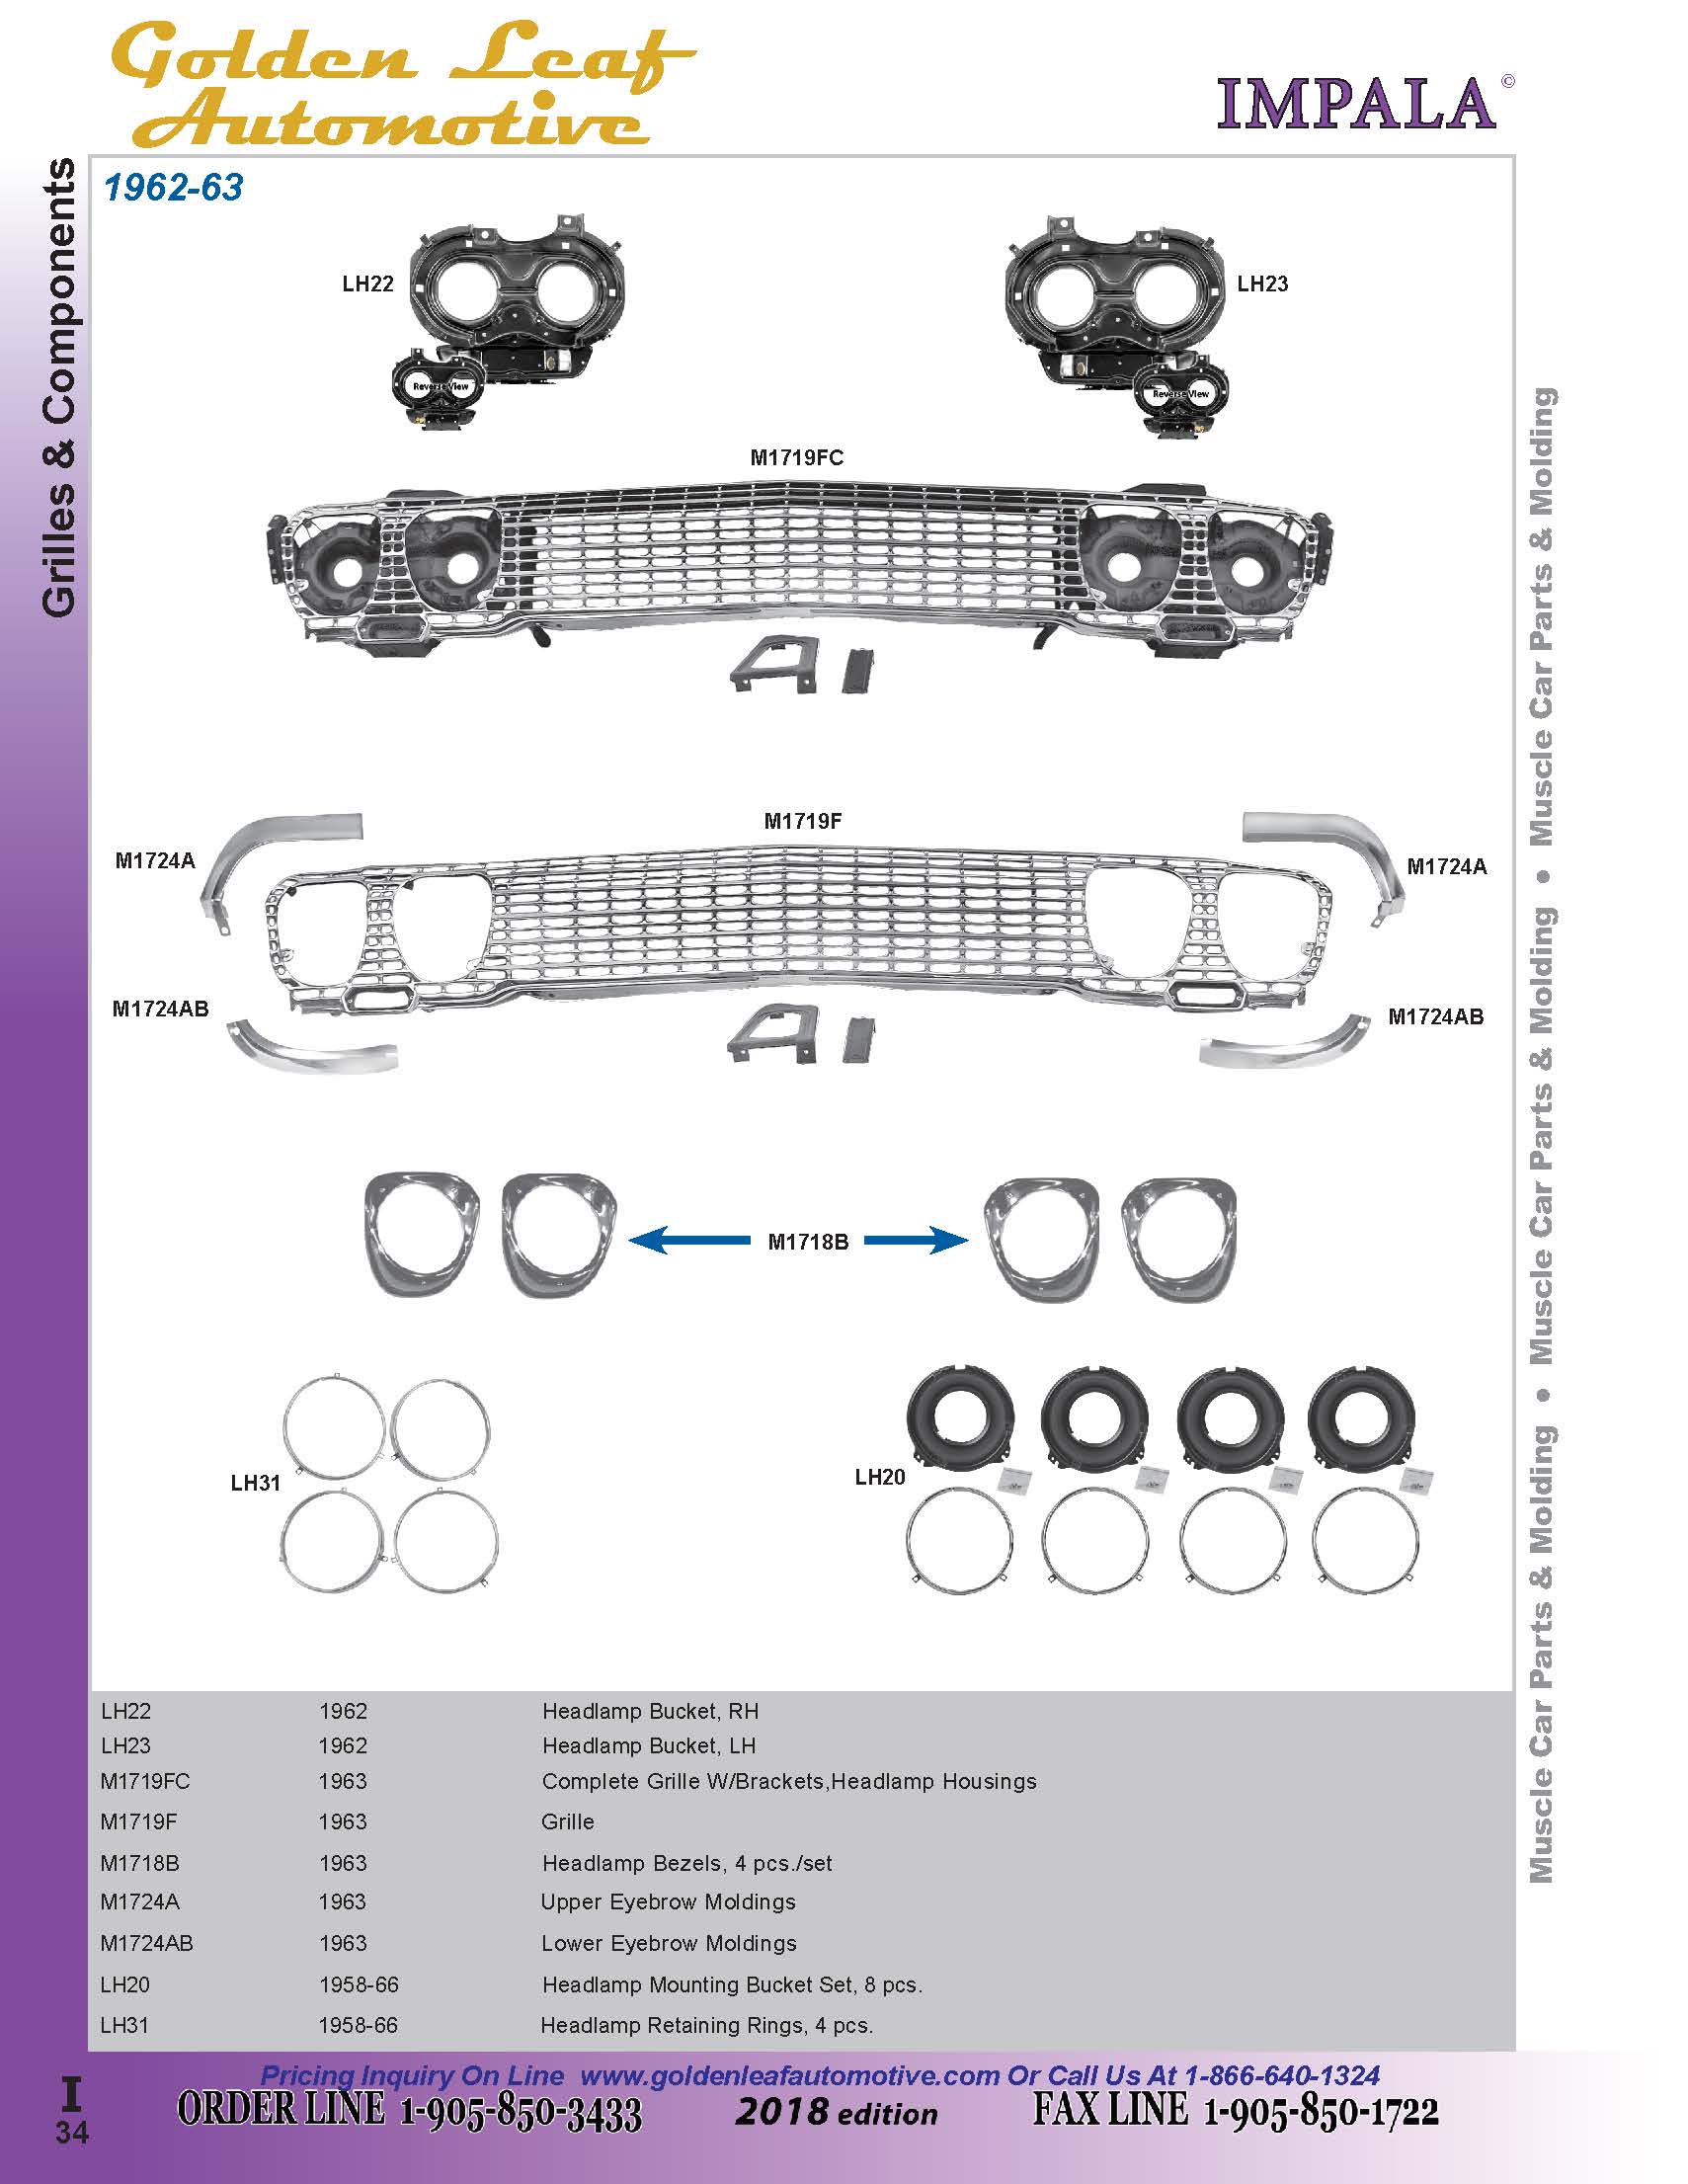 Golden Leaf
Automotive
IMPALA©
Grilles & Components
1962-63
LH22
LH23
Reverse View
Reverse View
M1719FC
M1719F
M1724A
M1724A
M1724AB
M1724AB
M1718B
LH31
LH20
LH22 1962 Headlamp Bucket, RH
LH23 1962 Headlamp Bucket, LH
M1719FC 1963 Complete Grille W/Brackets,Headlamp Housings
M1719F 1963 Grille
M1718B 1963 Headlamp Bezels, 4 pcs./set
M1724A 1963 Upper Eyebrow Moldings
M1724AB 1963 Lower Eyebrow Moldings
LH20 1958-66 Headlamp Mounting Bucket Set, 8 pcs.
LH31 1958-66 Headlamp Retaining Rings, 4 pcs.
Muscle Car Parts & Molding • Muscle Car Parts & Molding • Muscle Car Parts & Molding
Pricing Inquiry On Line www.goldenleafautomotive.com Or Call Us At 1-866-640-1324
ORDER LINE 1-905-850-3433 2018 edition FAX LINE 1-905-850-1722
I
34